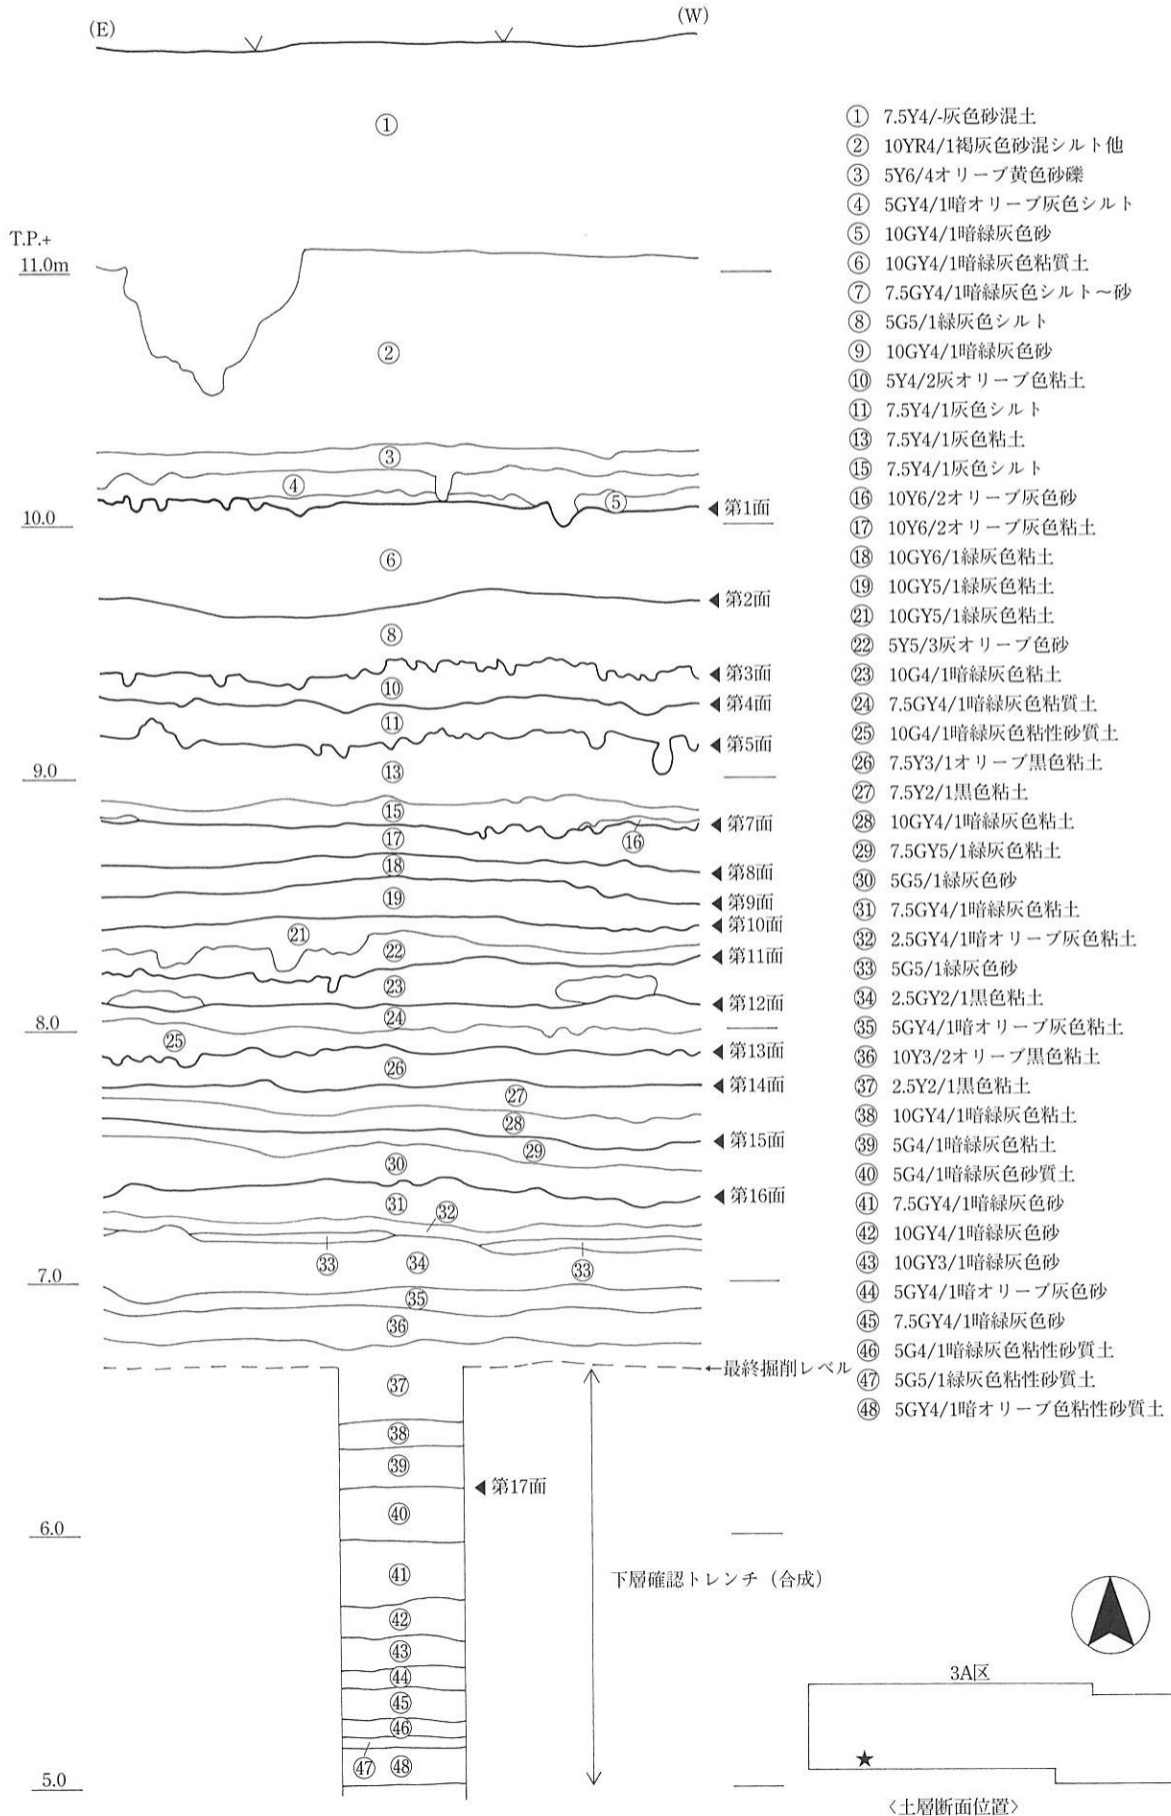 (E)
(W)
①
② 
T.P.+
11.0m
③
④
⑤
第1面
10.0
⑥
第2面
⑧
第3面
⑩
第4面
⑪
第5面
9.0
⑬
⑮
第7面
⑰
⑯
⑱
第8面
⑲
第9面
第10面
㉑
㉒
第11面
㉓
第12面
8.0
㉔
㉕
第13面
㉖
第14面
㉗
㉘
第15面
㉙
㉚
第16面
㉛
㉜
㉝
㉞
㉝
7.0
㉟
㊱
←最終掘削レベル
㊲
㊳
㊴
第17面
㊵
6.0
㊶
下層確認トレンチ(合成)
㊷
㊸
㊹
㊺
㊻
㊼
㊽
5.0
① 7.5Y4/-灰色砂混土
② 10YR4/1褐灰色砂混シルト他
③ 5Y6/4オリーブ黄色砂礫
④ 5GY4/1暗オリーブ灰色シルト
⑤ 10GY4/1暗緑灰色砂
⑥ 10GY4/1暗緑灰色粘質土
⑦ 7.5GY4/1暗緑灰色シルト～砂
⑧ 5G5/1緑灰色シルト
⑨ 10GY4/1暗緑灰色砂
⑩ 5Y4/2灰オリーブ色粘土
⑪ 7.5Y4/1灰色シルト
⑬ 7.5Y4/1灰色粘土
⑮ 7.5Y4/1灰色シルト
⑯ 10Y6/2オリーブ灰色砂
⑰ 10Y6/2オリーブ灰色粘土
⑱ 10GY6/1緑灰色粘土
⑲ 10GY5/1緑灰色粘土
㉑ 10GY5/1緑灰色粘土
㉒ 5Y5/3灰オリーブ色砂
㉓ 10G4/1暗緑灰色粘土
㉔ 7.5GY4/1暗緑灰色粘質土
㉕ 10G4/1暗緑灰色粘性砂質土
㉖ 7.5Y3/1オリーブ黒色粘土
㉗ 7.5Y2/1黒色粘土
㉘ 10GY4/1暗緑灰色粘土
㉙ 7.5GY5/1緑灰色粘土
㉚ 5G5/1緑灰色砂
㉛ 7.5GY4/1暗緑灰色粘土
㉜ 2.5GY4/1暗オリーブ灰色粘土
㉝ 5G5/1緑灰色砂
㉞ 2.5GY2/1黒色粘土
㉟ 5GY4/1暗オリーブ灰色粘土
㊱ 10Y3/2オリーブ黒色粘土
㊲ 2.5Y2/1黒色粘土
㊳ 10GY4/1暗緑灰色粘土
㊴ 5G4/1暗緑灰色粘土
㊵ 5G4/1暗緑灰色砂質土
㊶ 7.5GY4/1暗緑灰色砂
㊷ 10GY4/1暗緑灰色砂
㊸ 10GY3/1暗緑灰色砂
㊹ 5GY4/1暗オリーブ灰色砂
㊺ 7.5GY4/1暗緑灰色砂
㊻ 5G4/1暗緑灰色粘性砂質土
㊼ 5G5/1緑灰色粘性砂質土
㊽ 5GY4/1暗オリーブ色粘性砂質土
3A区
〈土層断面位置〉